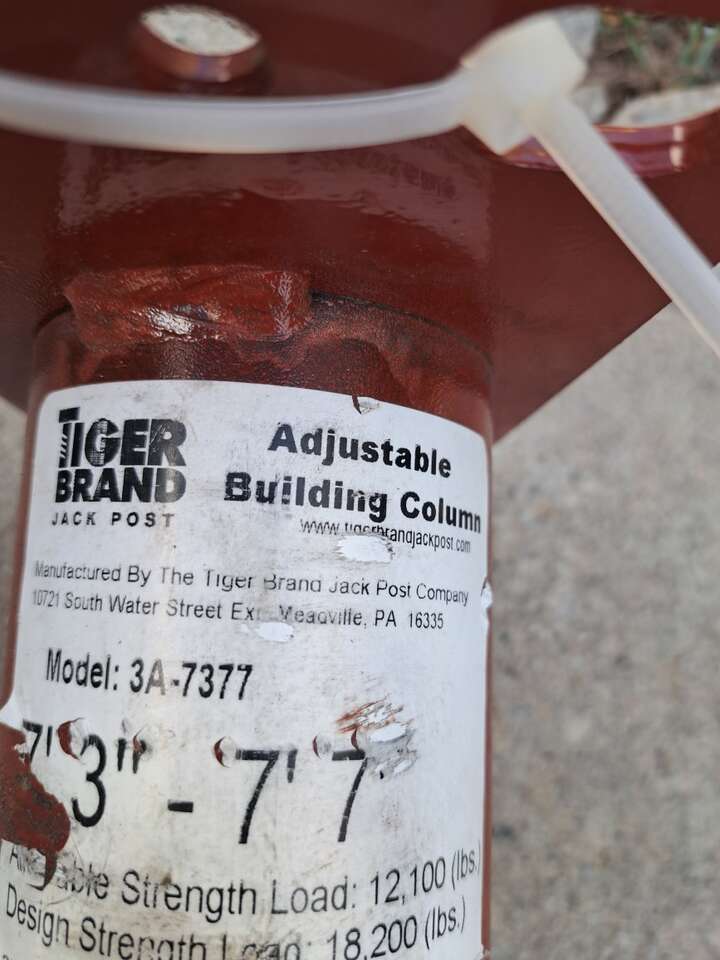 TIGER
BRAND
JACK POST
Adjustable
Building Column
www.tigerbrandjackpost.com
Manufactured By The Tiger Brand Jack Post Company
10721 South Water Street Ext. Meadville, PA 16335
Model: 3A-7377
7'3" - 7'7"
Allowable Strength Load: 12,100 (lbs.)
Design Strength Load: 18,200 (lbs.)